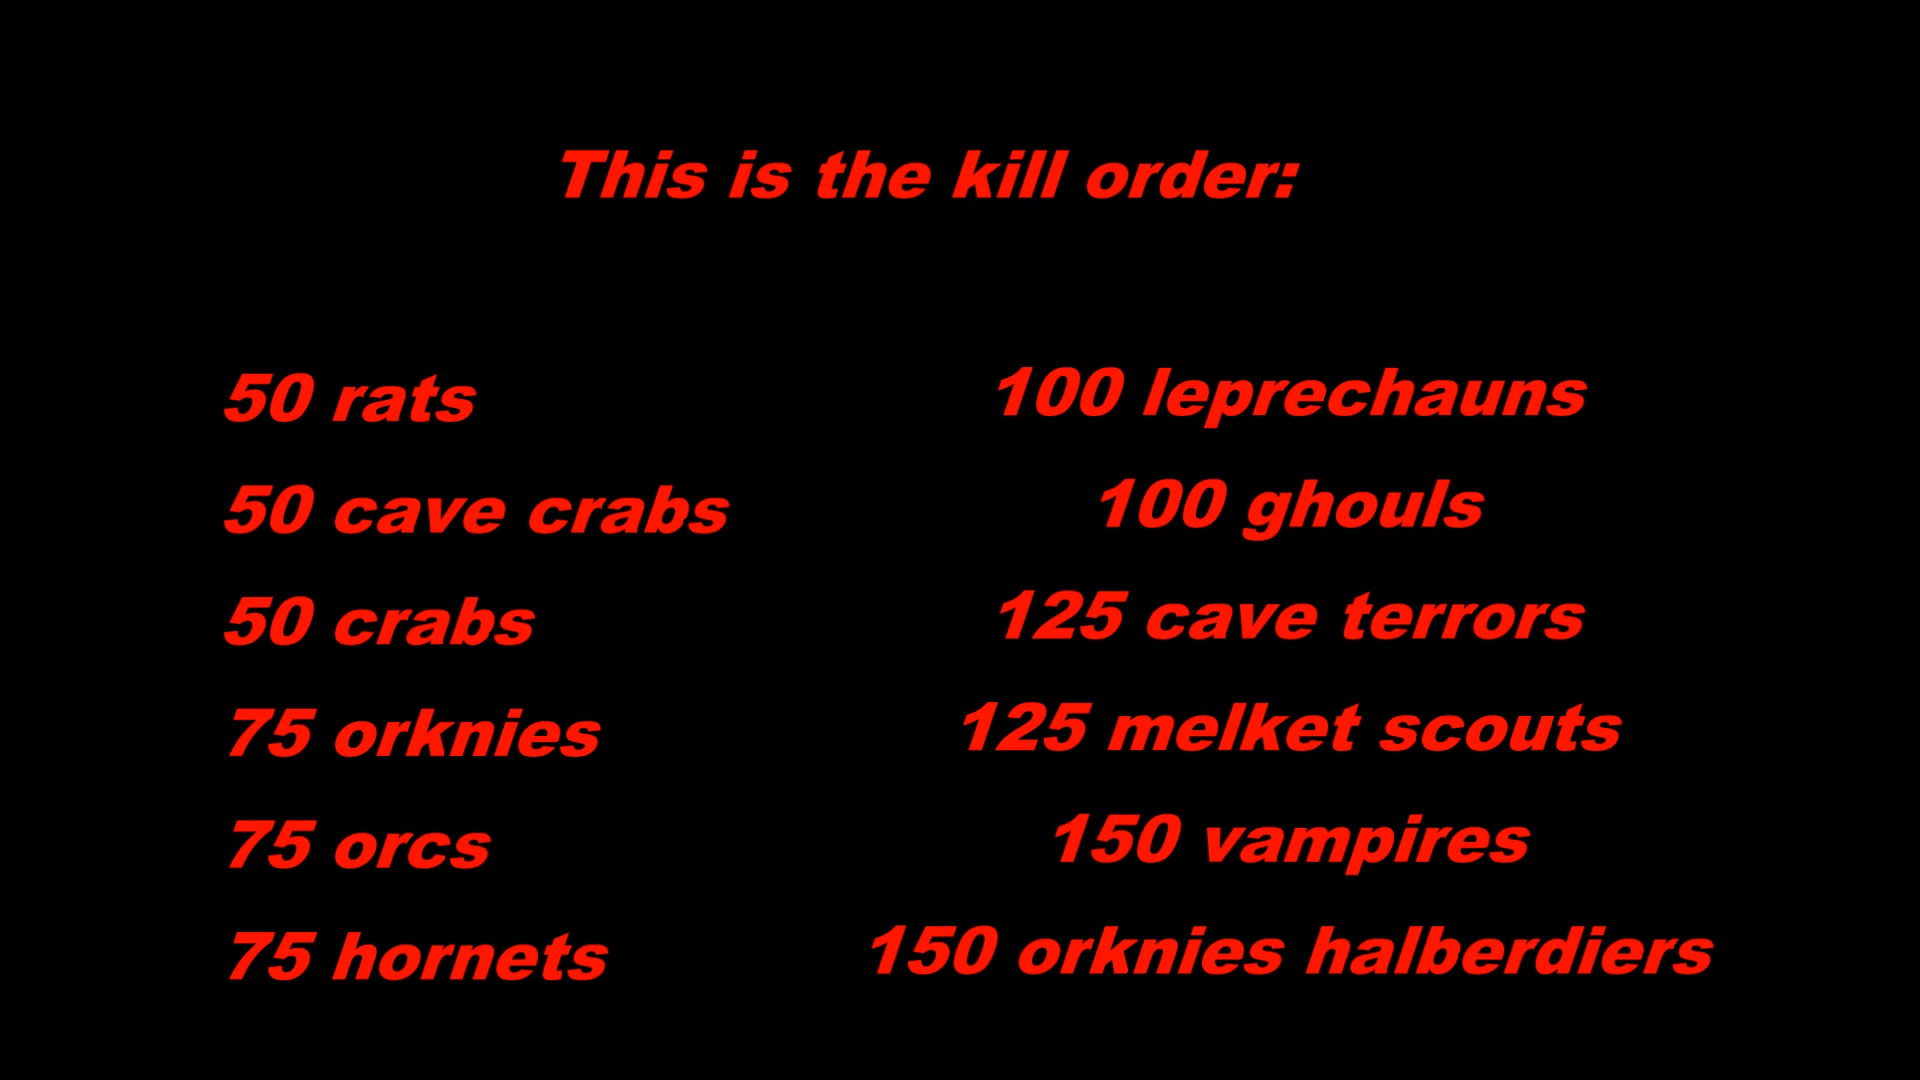 This is the kill order:
50 rats
50 cave crabs
50 crabs
75 orknies
75 orcs
75 hornets
100 leprechauns
100 ghouls
125 cave terrors
125 melket scouts
150 vampires
150 orknies halberdiers